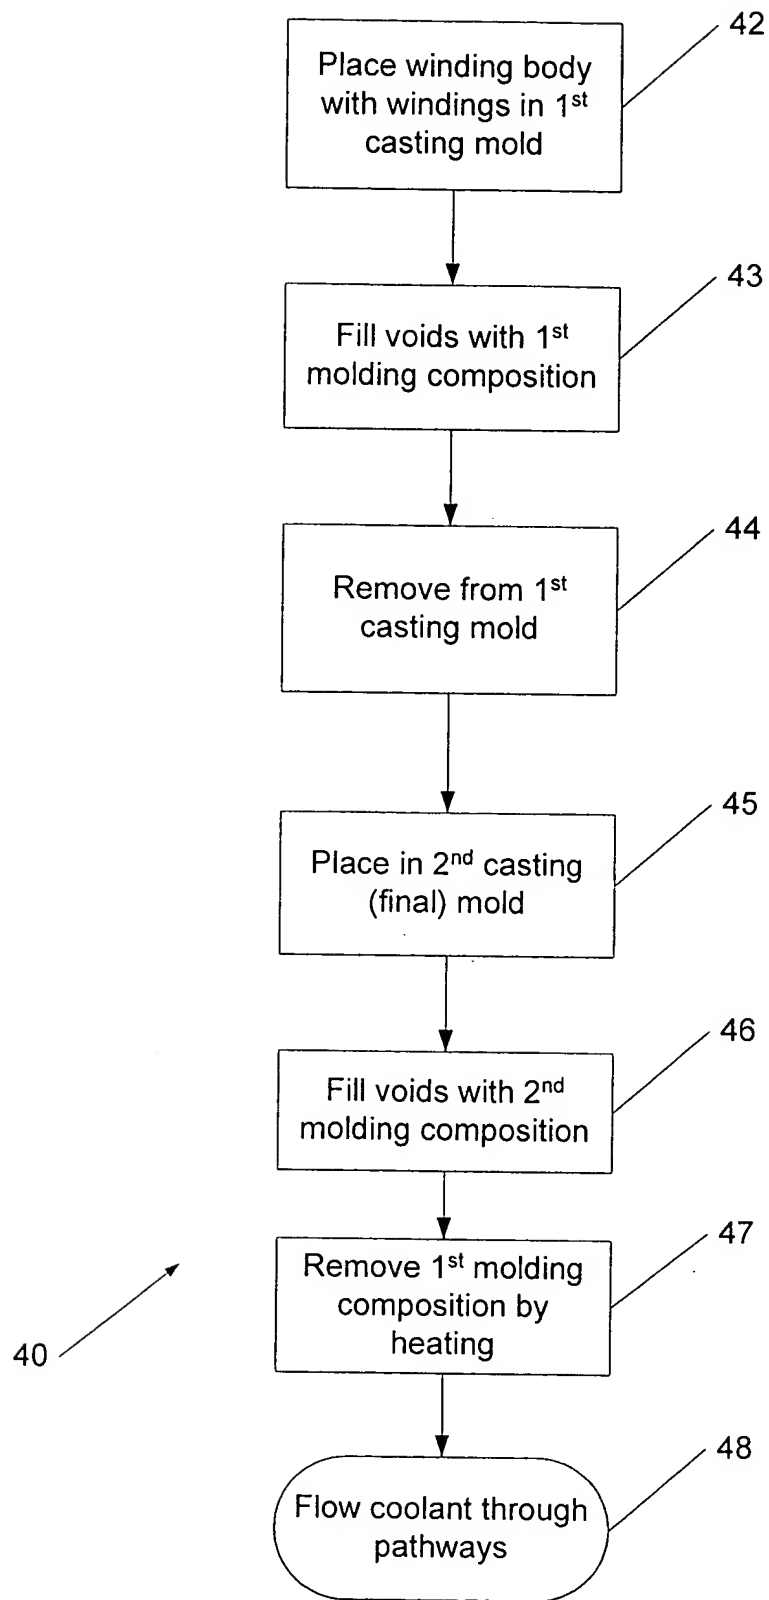 42
Place winding body
with windings in 1st
casting mold
43
Fill voids with 1st
molding composition
44
Remove from 1st
casting mold
45
Place in 2nd casting
(final) mold
46
Fill voids with 2nd
molding composition
47
Remove 1st molding
composition by
heating
40
48
Flow coolant through
pathways